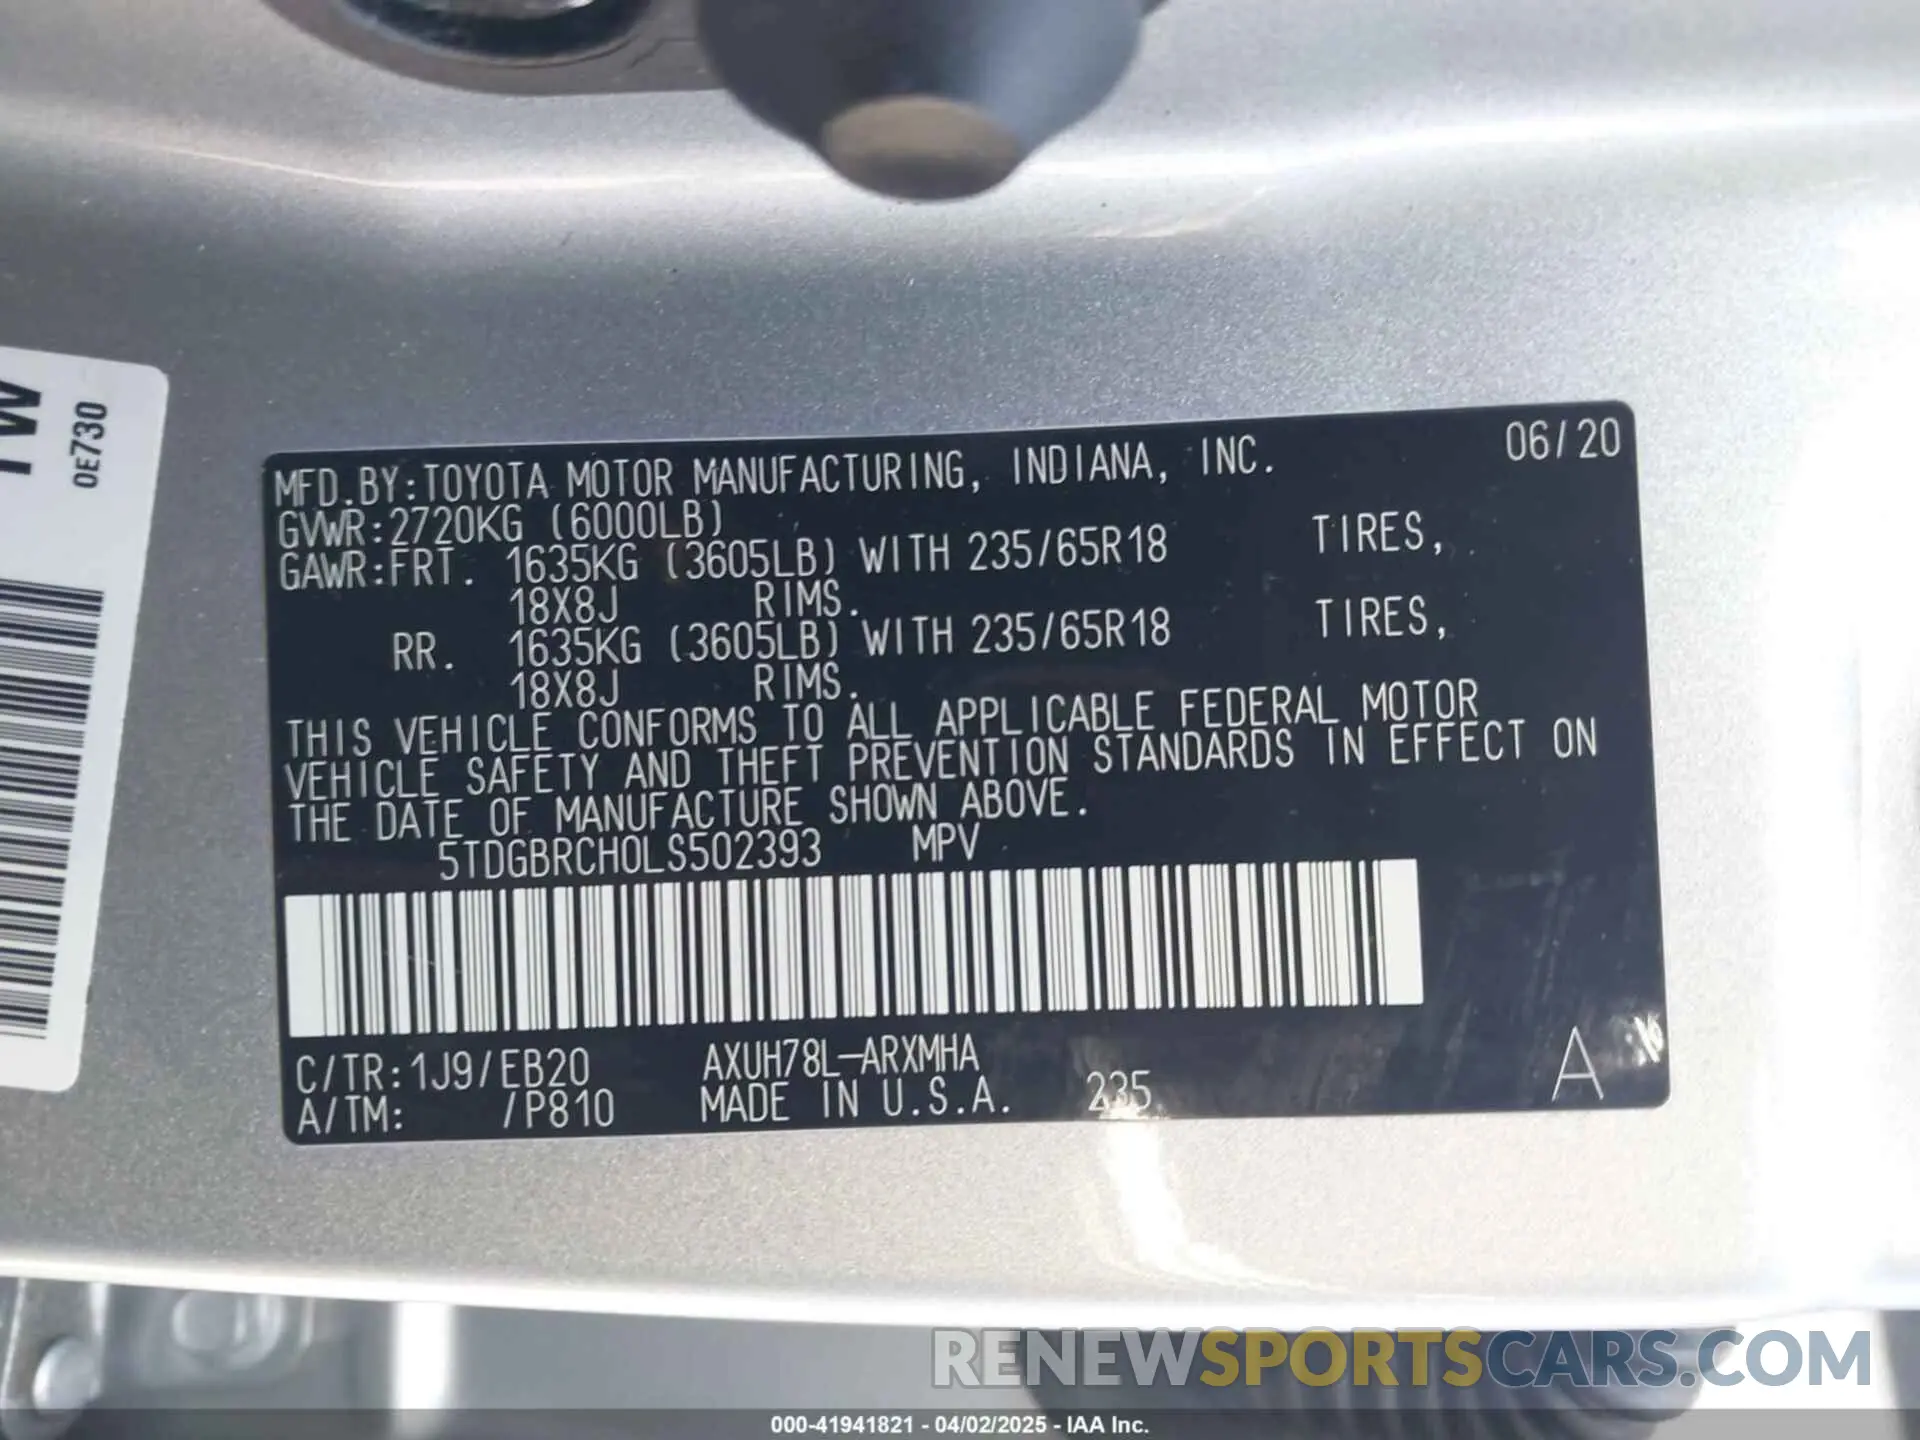 MFD.BY:TOYOTA MOTOR MANUFACTURING, INDIANA, INC. 06/20
GVWR:2720KG (6000LB)
GAWR:FRT. 1635KG (3605LB) WITH 235/65R18 TIRES,
18X8J RIMS.
RR. 1635KG (3605LB) WITH 235/65R18 TIRES,
18X8J RIMS.
THIS VEHICLE CONFORMS TO ALL APPLICABLE FEDERAL MOTOR
VEHICLE SAFETY AND THEFT PREVENTION STANDARDS IN EFFECT ON
THE DATE OF MANUFACTURE SHOWN ABOVE.
5TDGBRCH0LS502393 MPV
C/TR:1J9/EB20 AXUH78L-ARXMHA
A/TM: /P810 MADE IN U.S.A. 235 A
0E730
RENEWSPORTSCARS.COM
000-41941821 - 04/02/2025 - IAA Inc.